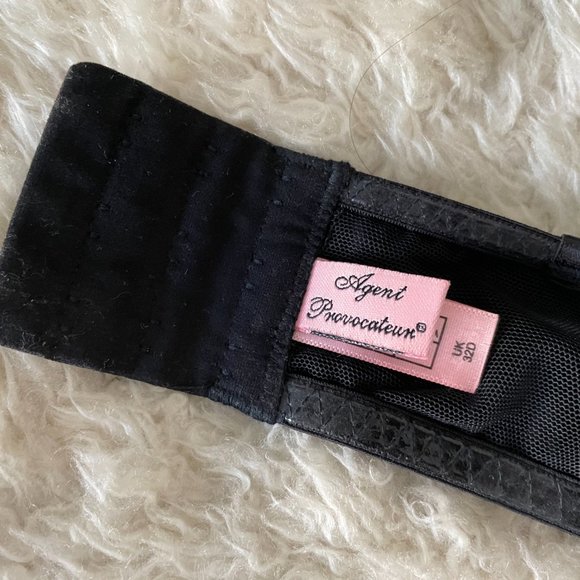 Agent
Provocateur®
UK
32D